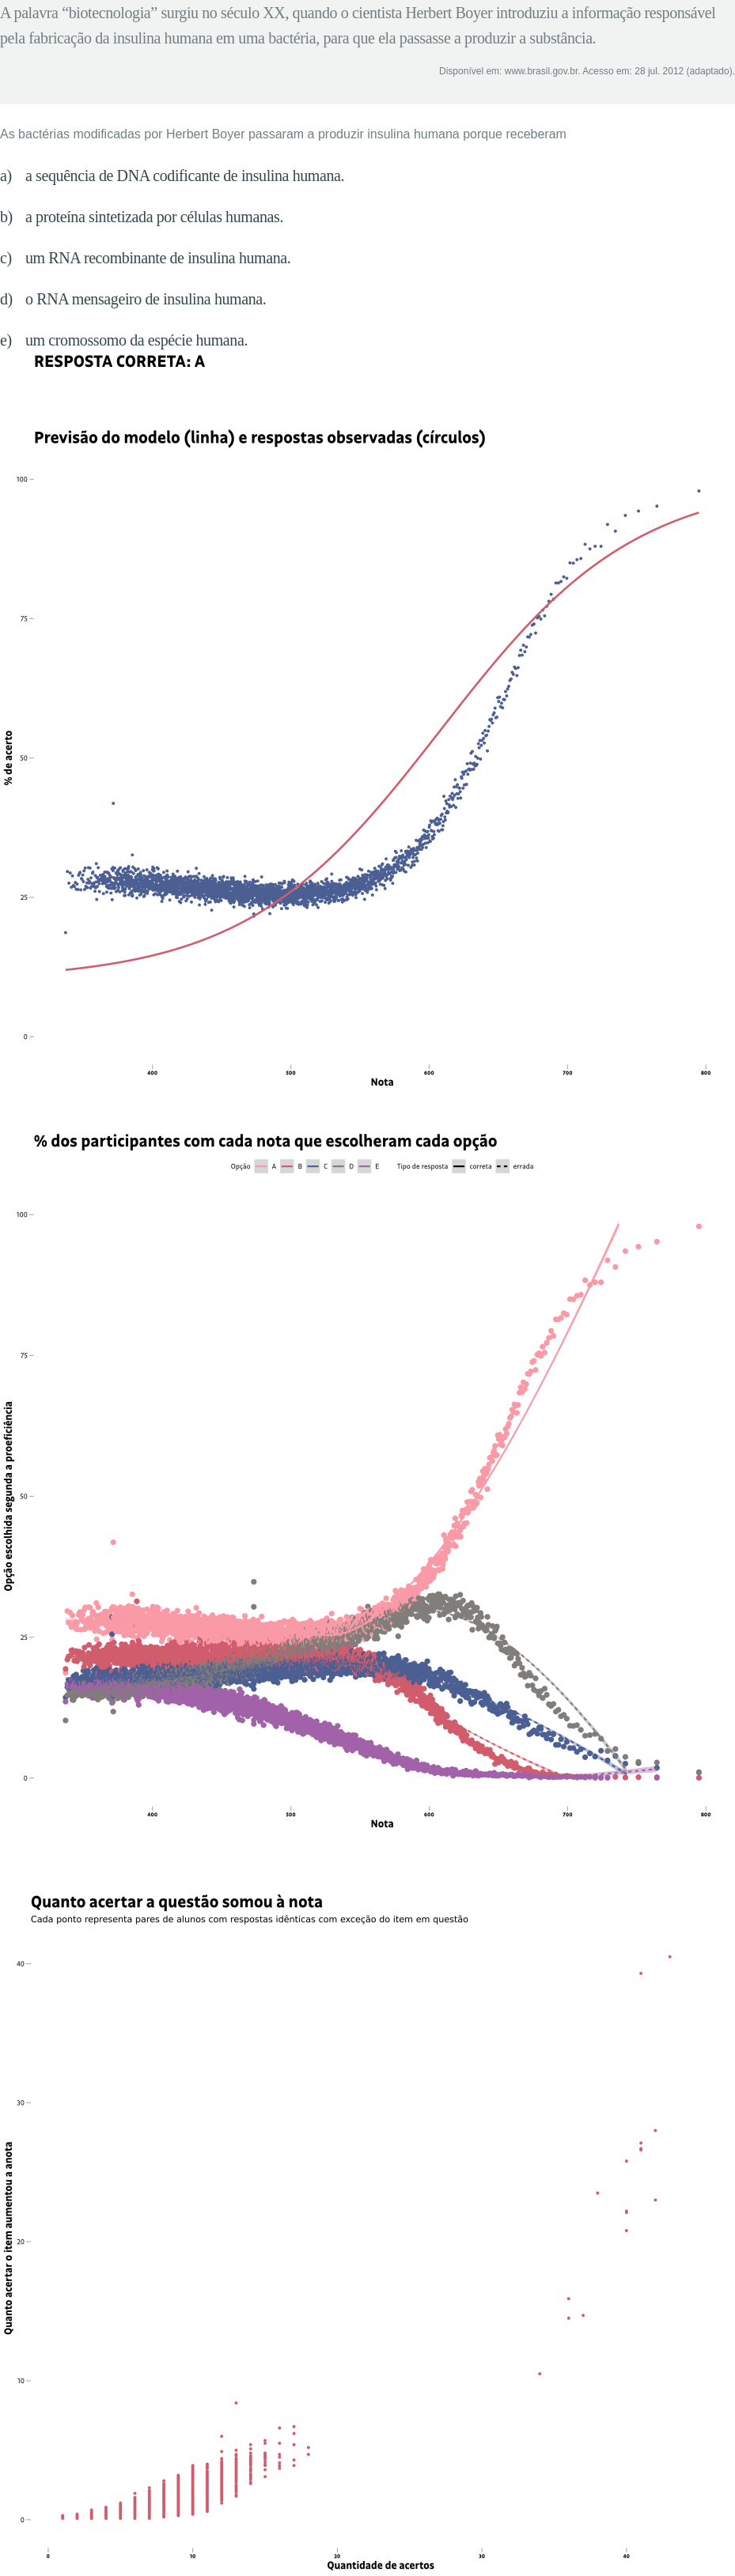 A palavra “biotecnologia” surgiu no século XX, quando o cientista Herbert Boyer introduziu a informação responsável
pela fabricação da insulina humana em uma bactéria, para que ela passasse a produzir a substância.
Disponível em: www.brasil.gov.br. Acesso em: 28 jul. 2012 (adaptado).
As bactérias modificadas por Herbert Boyer passaram a produzir insulina humana porque receberam
a) a sequência de DNA codificante de insulina humana.
b) a proteína sintetizada por células humanas.
c) um RNA recombinante de insulina humana.
d) o RNA mensageiro de insulina humana.
e) um cromossomo da espécie humana.
RESPOSTA CORRETA: A
Previsão do modelo (linha) e respostas observadas (círculos)
100
75
50
25
0
% de acerto
400 500 600 700 800
Nota
% dos participantes com cada nota que escolheram cada opção
Opção A B C D E Tipo de resposta correta errada
100
75
50
25
0
Opção escolhida segunda a proeficiência
400 500 600 700 800
Nota
Quanto acertar a questão somou à nota
Cada ponto representa pares de alunos com respostas idênticas com exceção do item em questão
40
30
20
10
0
Quanto acertar o item aumentou a anota
0 10 20 30 40
Quantidade de acertos